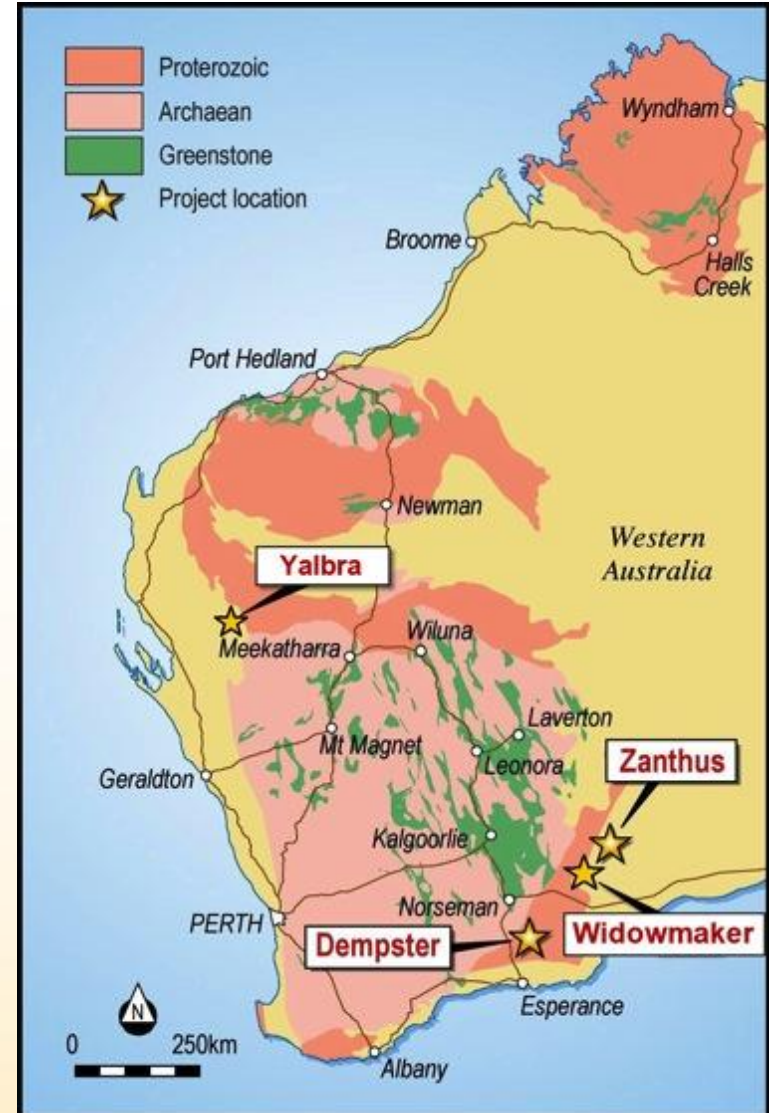 Proterozoic
Archaean
Greenstone
Project location
Wyndham
Broome
Halls
Creek
Port Hedland
Newman
Western
Australia
Yalbra
Meekatharra
Wiluna
Laverton
Mt Magnet
Leonora
Zanthus
Geraldton
Kalgoorlie
Norseman
PERTH
Dempster
Widowmaker
Esperance
N
0 250km
Albany